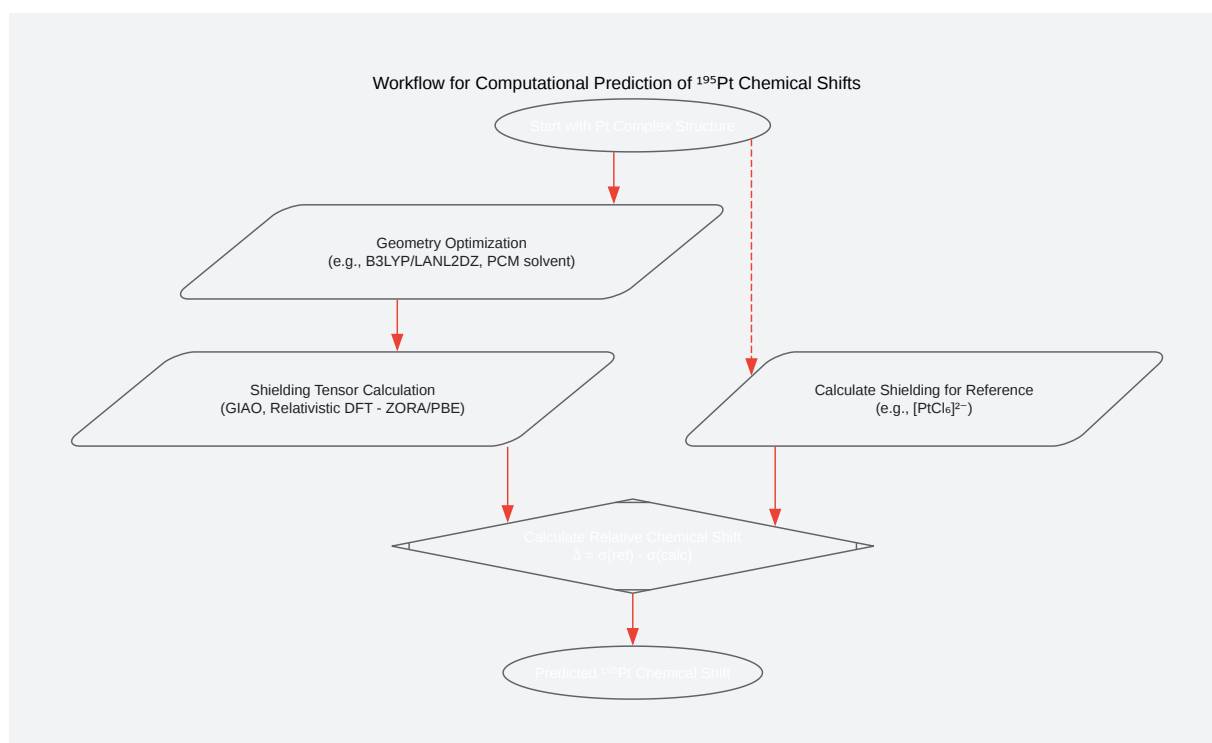 Workflow for Computational Prediction of ¹⁹⁵Pt Chemical Shifts
Start with Pt Complex Structure
Geometry Optimization
(e.g., B3LYP/LANL2DZ, PCM solvent)
Shielding Tensor Calculation
(GIAO, Relativistic DFT - ZORA/PBE)
Calculate Shielding for Reference
(e.g., [PtCl₆]²⁻)
Calculate Relative Chemical Shift
δ = σ(ref) - σ(calc)
Predicted ¹⁹⁵Pt Chemical Shift